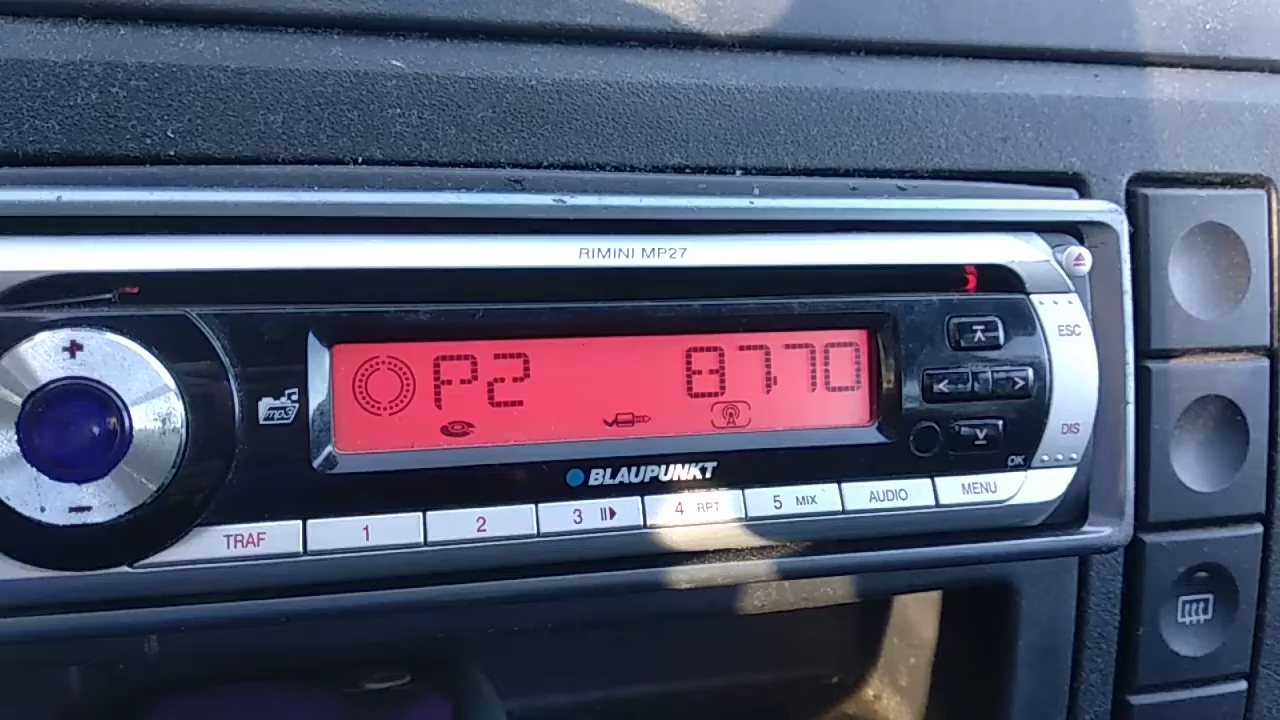 RIMINI MP27
ESC
mp3
P2 87.70
DIS
OK
BLAUPUNKT
TRAF 1 2 3 4 RPT 5 MIX AUDIO MENU